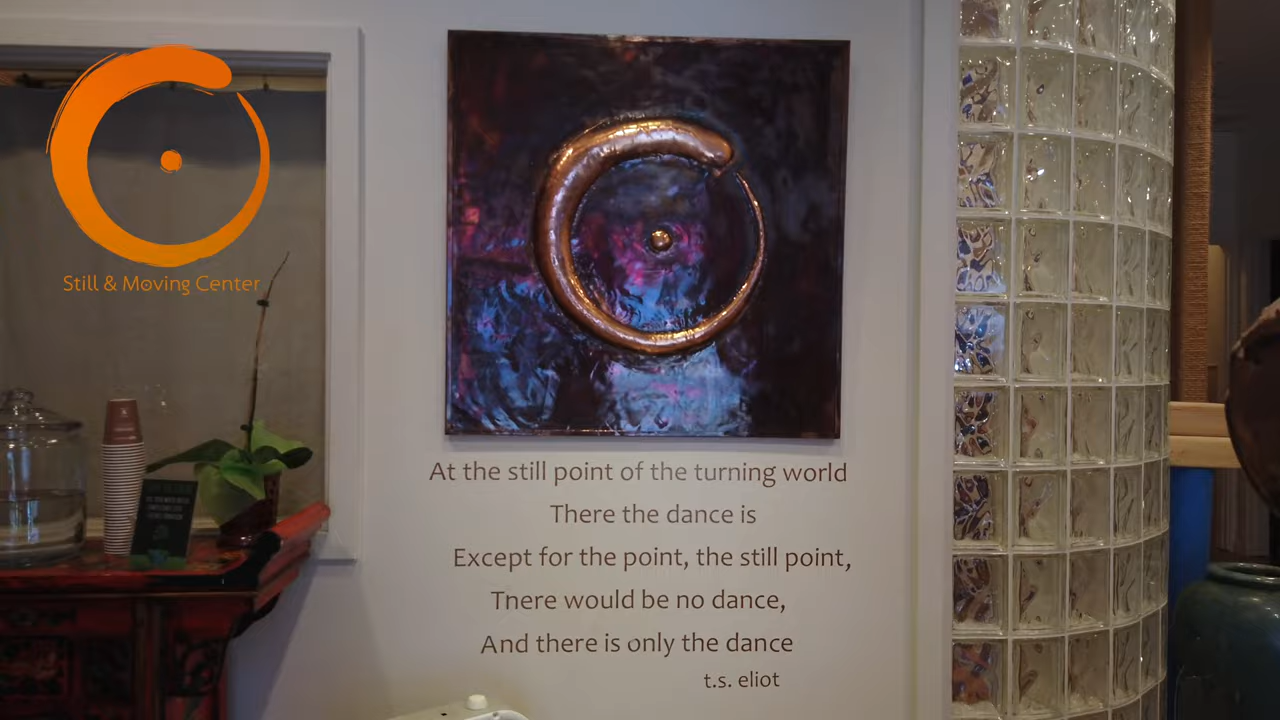 Still & Moving Center
At the still point of the turning world
There the dance is
Except for the point, the still point,
Tnere would be no dance,
And there is only the dance
t.s. eliot